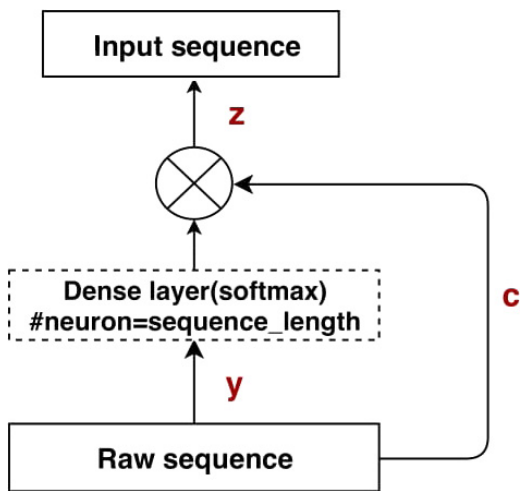 Input sequence
z
Dense layer(softmax)
#neuron=sequence_length
c
y
Raw sequence